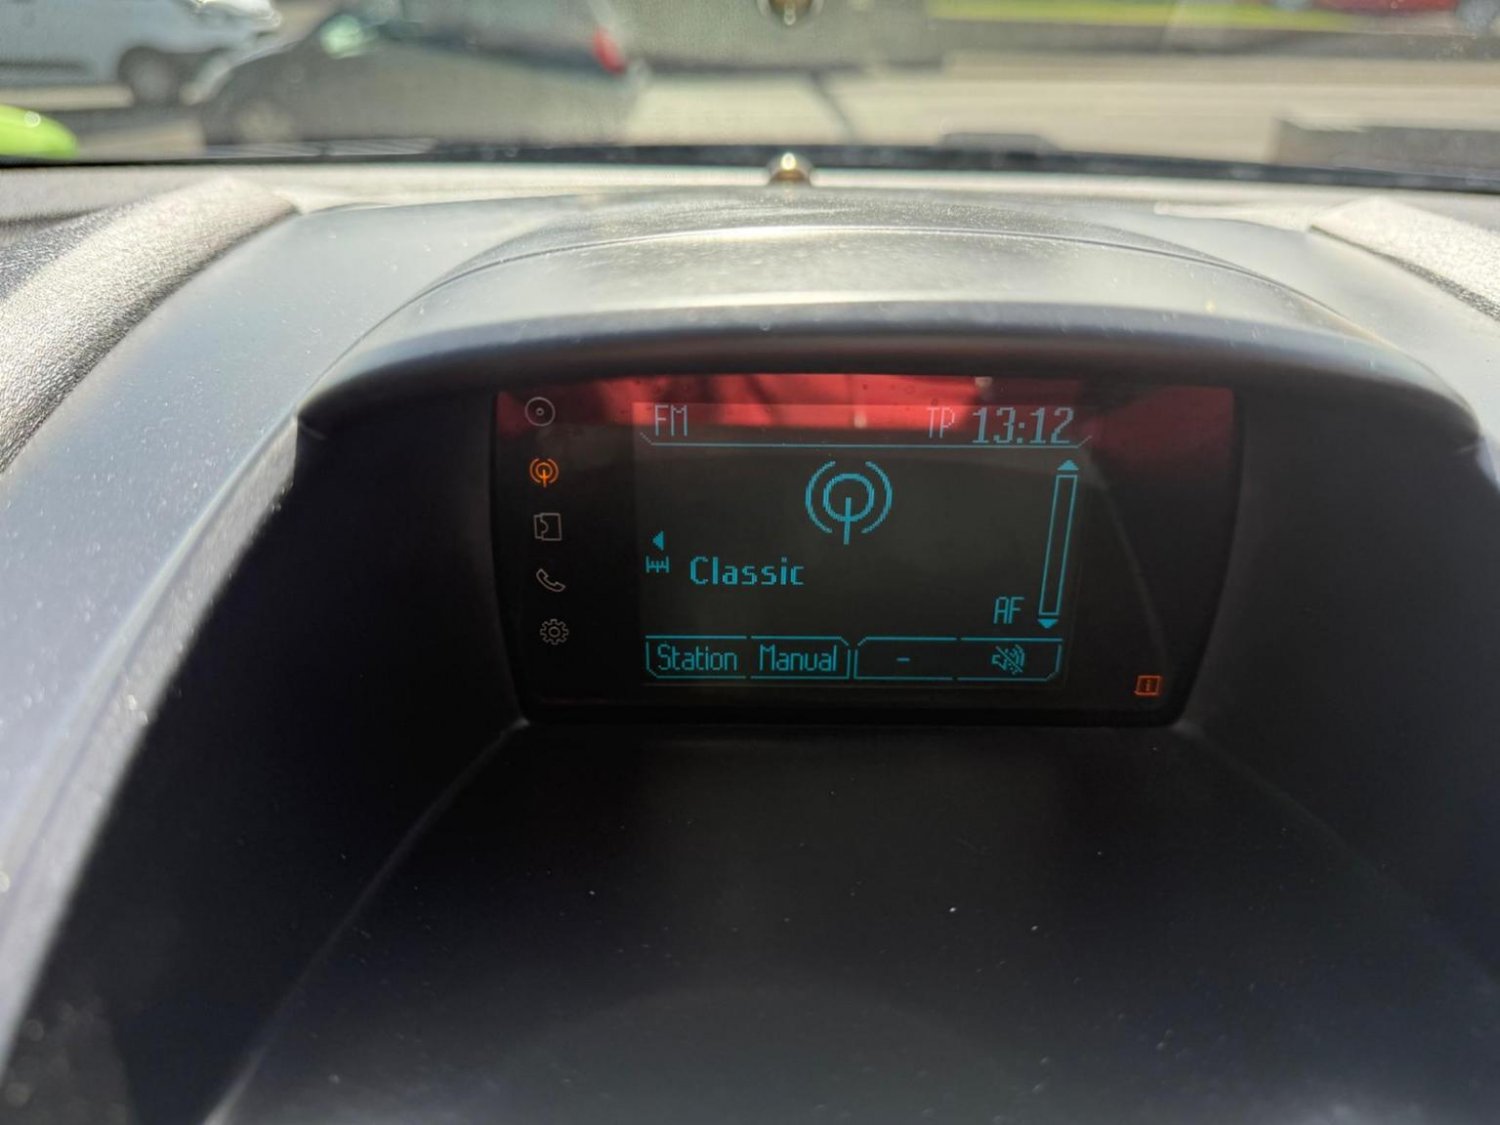 FM TP 13:12
Classic
AF
Station Manual -